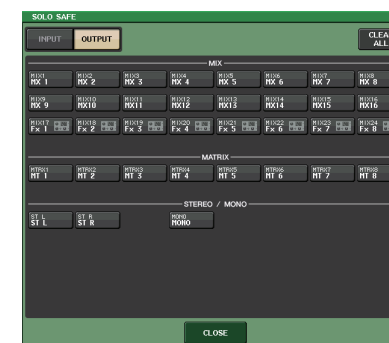 SOLO SAFE
INPUT OUTPUT CLEA
ALL
MIX
MIX1 MIX2 MIX3 MIX4 MIX5 MIX6 MIX7 MIX8
MX 1 MX 2 MX 3 MX 4 MX 5 MX 6 MX 7 MX 8
MIX9 MIX10 MIX11 MIX12 MIX13 MIX14 MIX15 MIX16
MX 9 MX10 MX11 MX12 MX13 MX14 MX15 MX16
MIX17 MIX18 MIX19 MIX20 MIX21 MIX22 MIX23 MIX24
Fx 1 Fx 2 Fx 3 Fx 4 Fx 5 Fx 6 Fx 7 Fx 8
MATRIX
MTRX1 MTRX2 MTRX3 MTRX4 MTRX5 MTRX6 MTRX7 MTRX8
MT 1 MT 2 MT 3 MT 4 MT 5 MT 6 MT 7 MT 8
STEREO / MONO
ST L ST R MONO
ST L ST R MONO
CLOSE